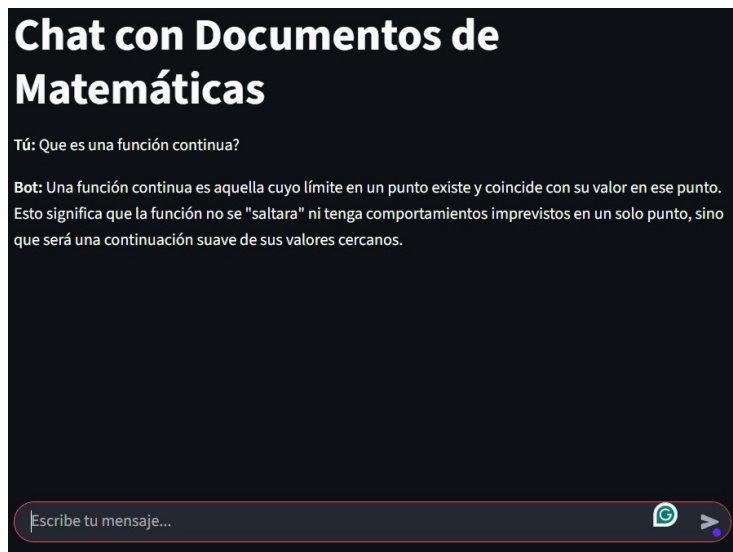 Chat con Documentos de
Matemáticas
Tú: Que es una función continua?
Bot: Una función continua es aquella cuyo límite en un punto existe y coincide con su valor en ese punto.
Esto significa que la función no se "saltara" ni tenga comportamientos imprevistos en un solo punto, sino
que será una continuación suave de sus valores cercanos.
Escribe tu mensaje...